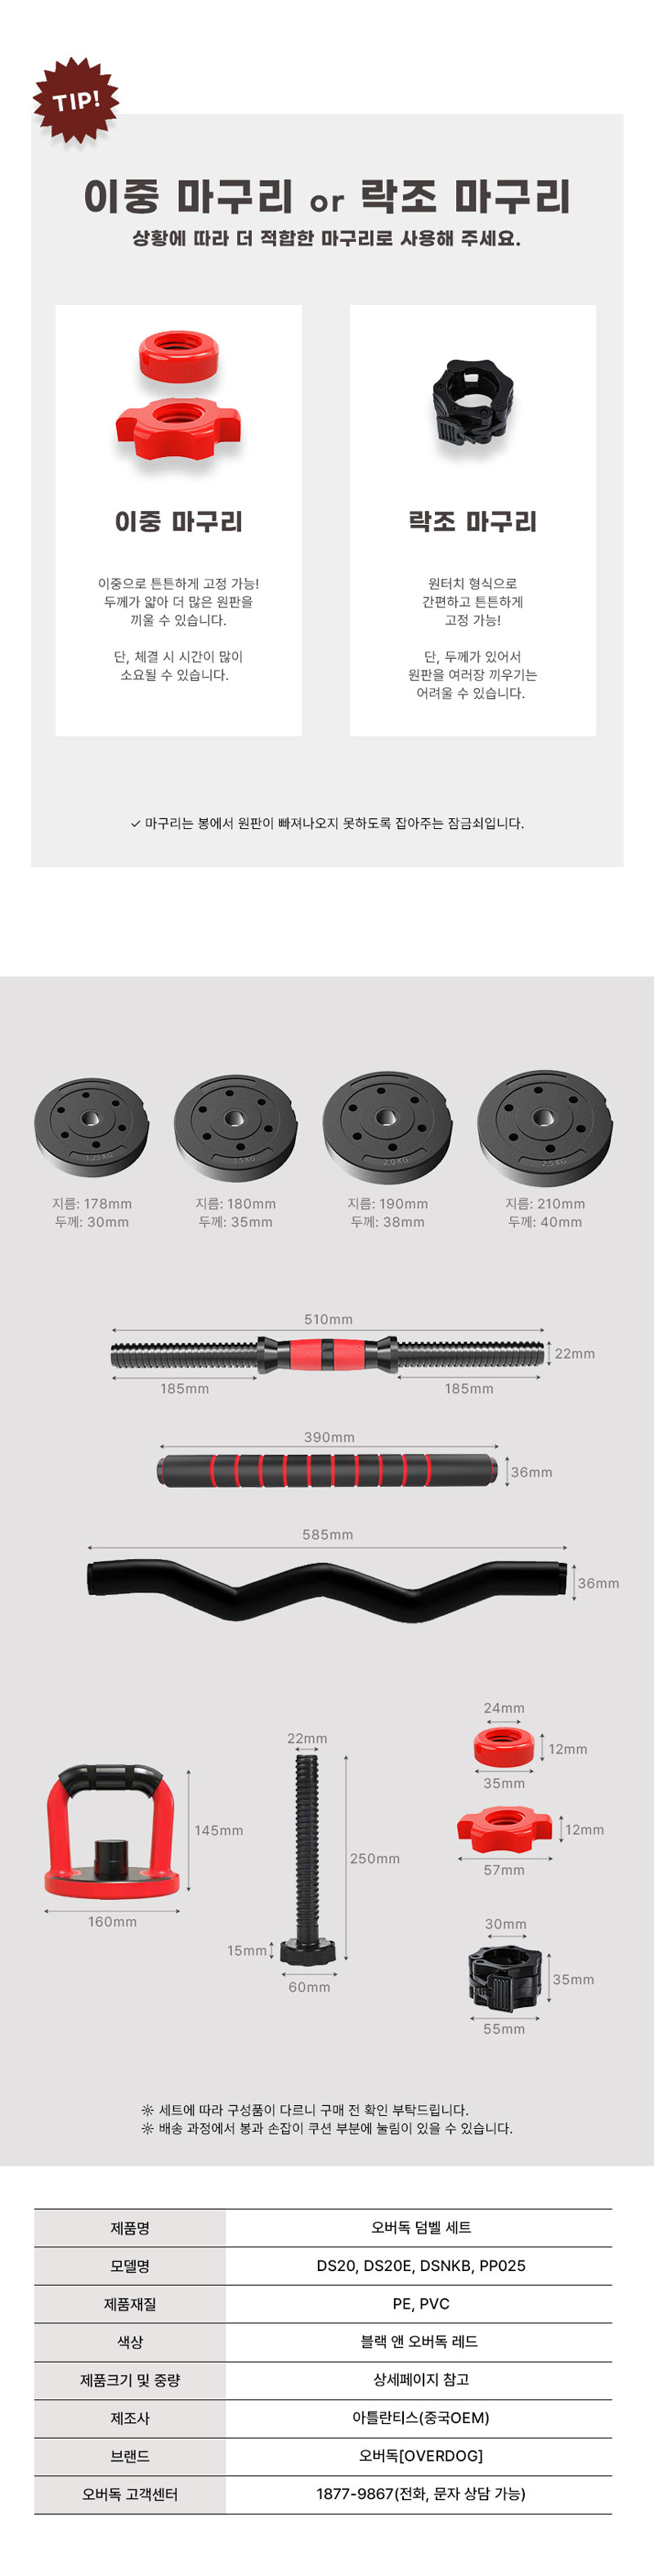 TIP!
이중 마구리 or 락조 마구리
상황에 따라 더 적합한 마구리로 사용해 주세요.
이중 마구리
이중으로 튼튼하게 고정 가능!
두께가 얇아 더 많은 원판을
끼울 수 있습니다.
단, 체결 시 시간이 많이
소요될 수 있습니다.
락조 마구리
원터치 형식으로
간편하고 튼튼하게
고정 가능!
단, 두께가 있어서
원판을 여러장 끼우기는
어려울 수 있습니다.
✓ 마구리는 봉에서 원판이 빠져나오지 못하도록 잡아주는 잠금쇠입니다.
1.25 KG
1.5 KG
2.0 KG
2.5 KG
지름: 178mm
두께: 30mm
지름: 180mm
두께: 35mm
지름: 190mm
두께: 38mm
지름: 210mm
두께: 40mm
510mm
22mm
185mm
185mm
390mm
36mm
585mm
36mm
145mm
160mm
22mm
250mm
15mm
60mm
24mm
12mm
35mm
12mm
57mm
30mm
35mm
55mm
※ 세트에 따라 구성품이 다르니 구매 전 확인 부탁드립니다.
※ 배송 과정에서 봉과 손잡이 쿠션 부분에 눌림이 있을 수 있습니다.
제품명 오버독 덤벨 세트
모델명 DS20, DS20E, DSNKB, PP025
제품재질 PE, PVC
색상 블랙 앤 오버독 레드
제품크기 및 중량 상세페이지 참고
제조사 아틀란티스(중국OEM)
브랜드 오버독[OVERDOG]
오버독 고객센터 1877-9867(전화, 문자 상담 가능)